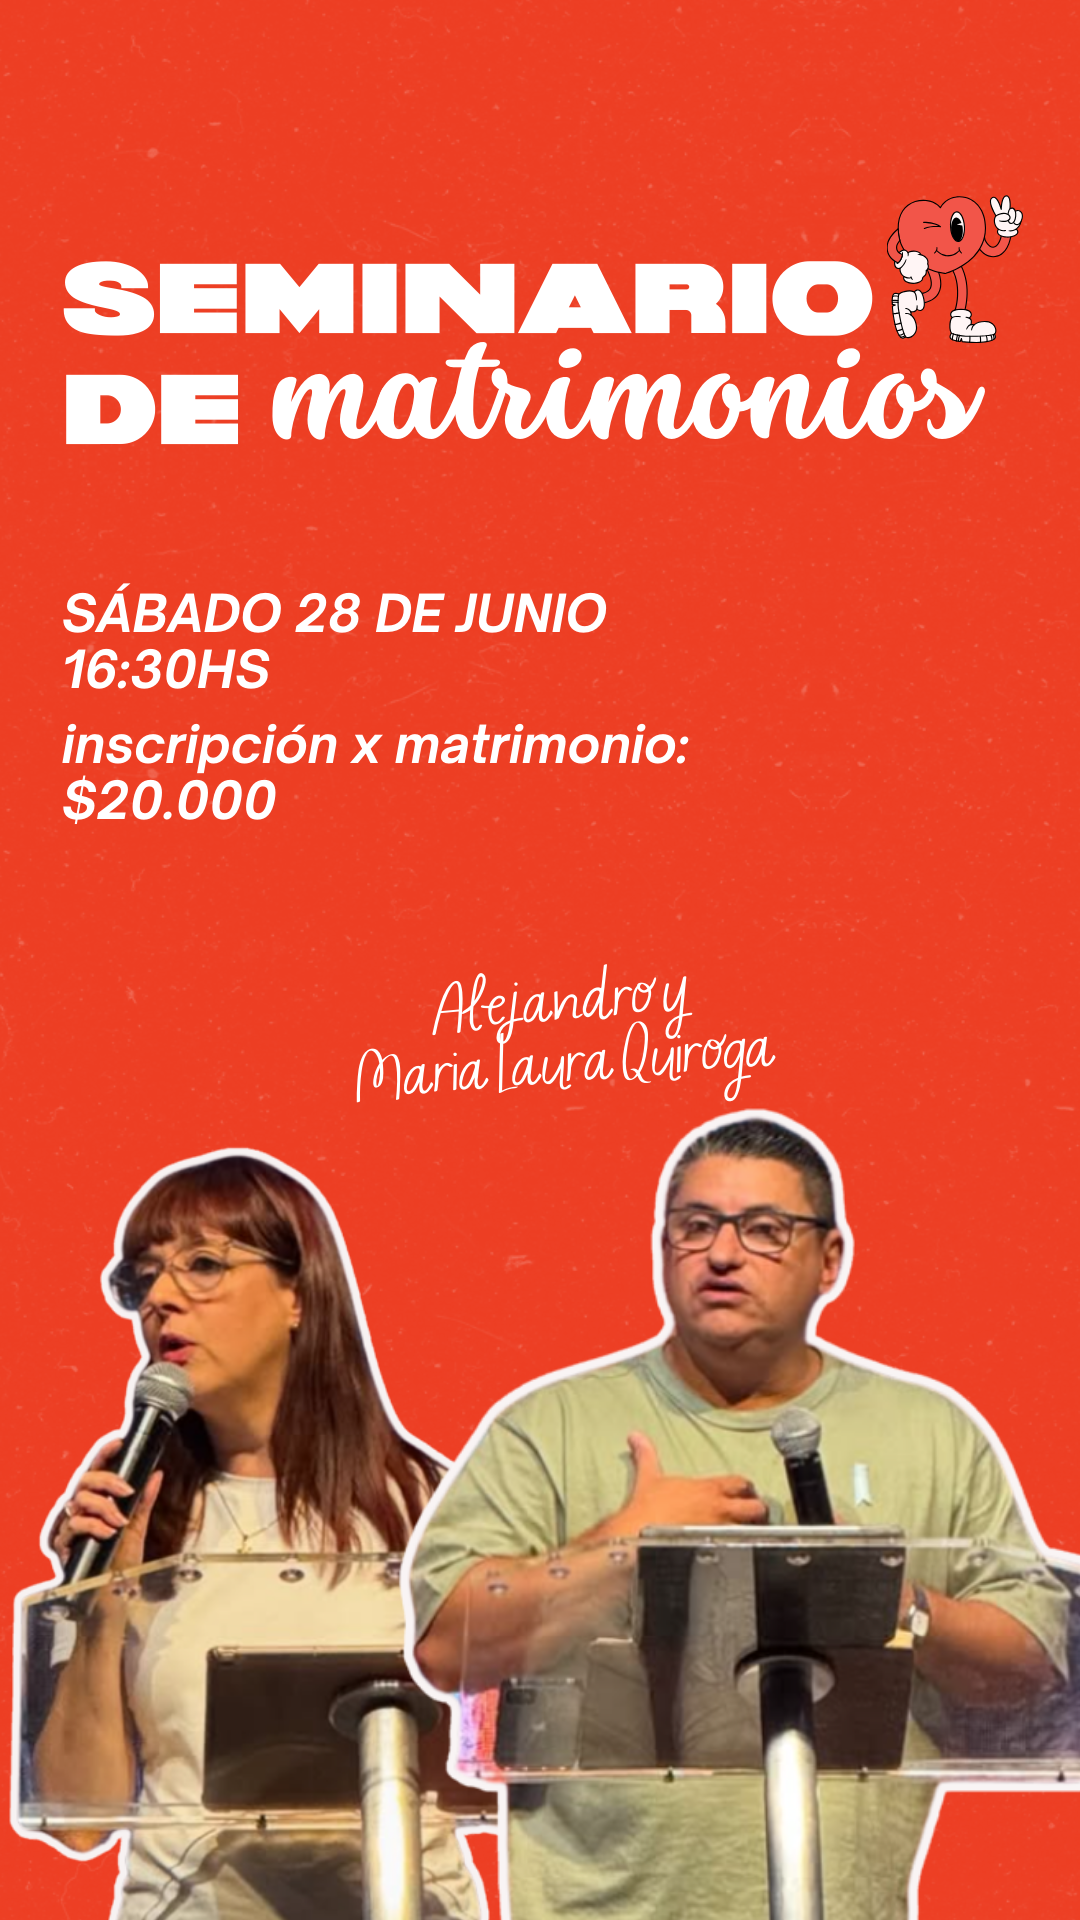 SEMINARIO
DE matrimonios
SÁBADO 28 DE JUNIO
16:30HS
inscripción x matrimonio:
$20.000
Alejandro y
Maria Laura Quiroga